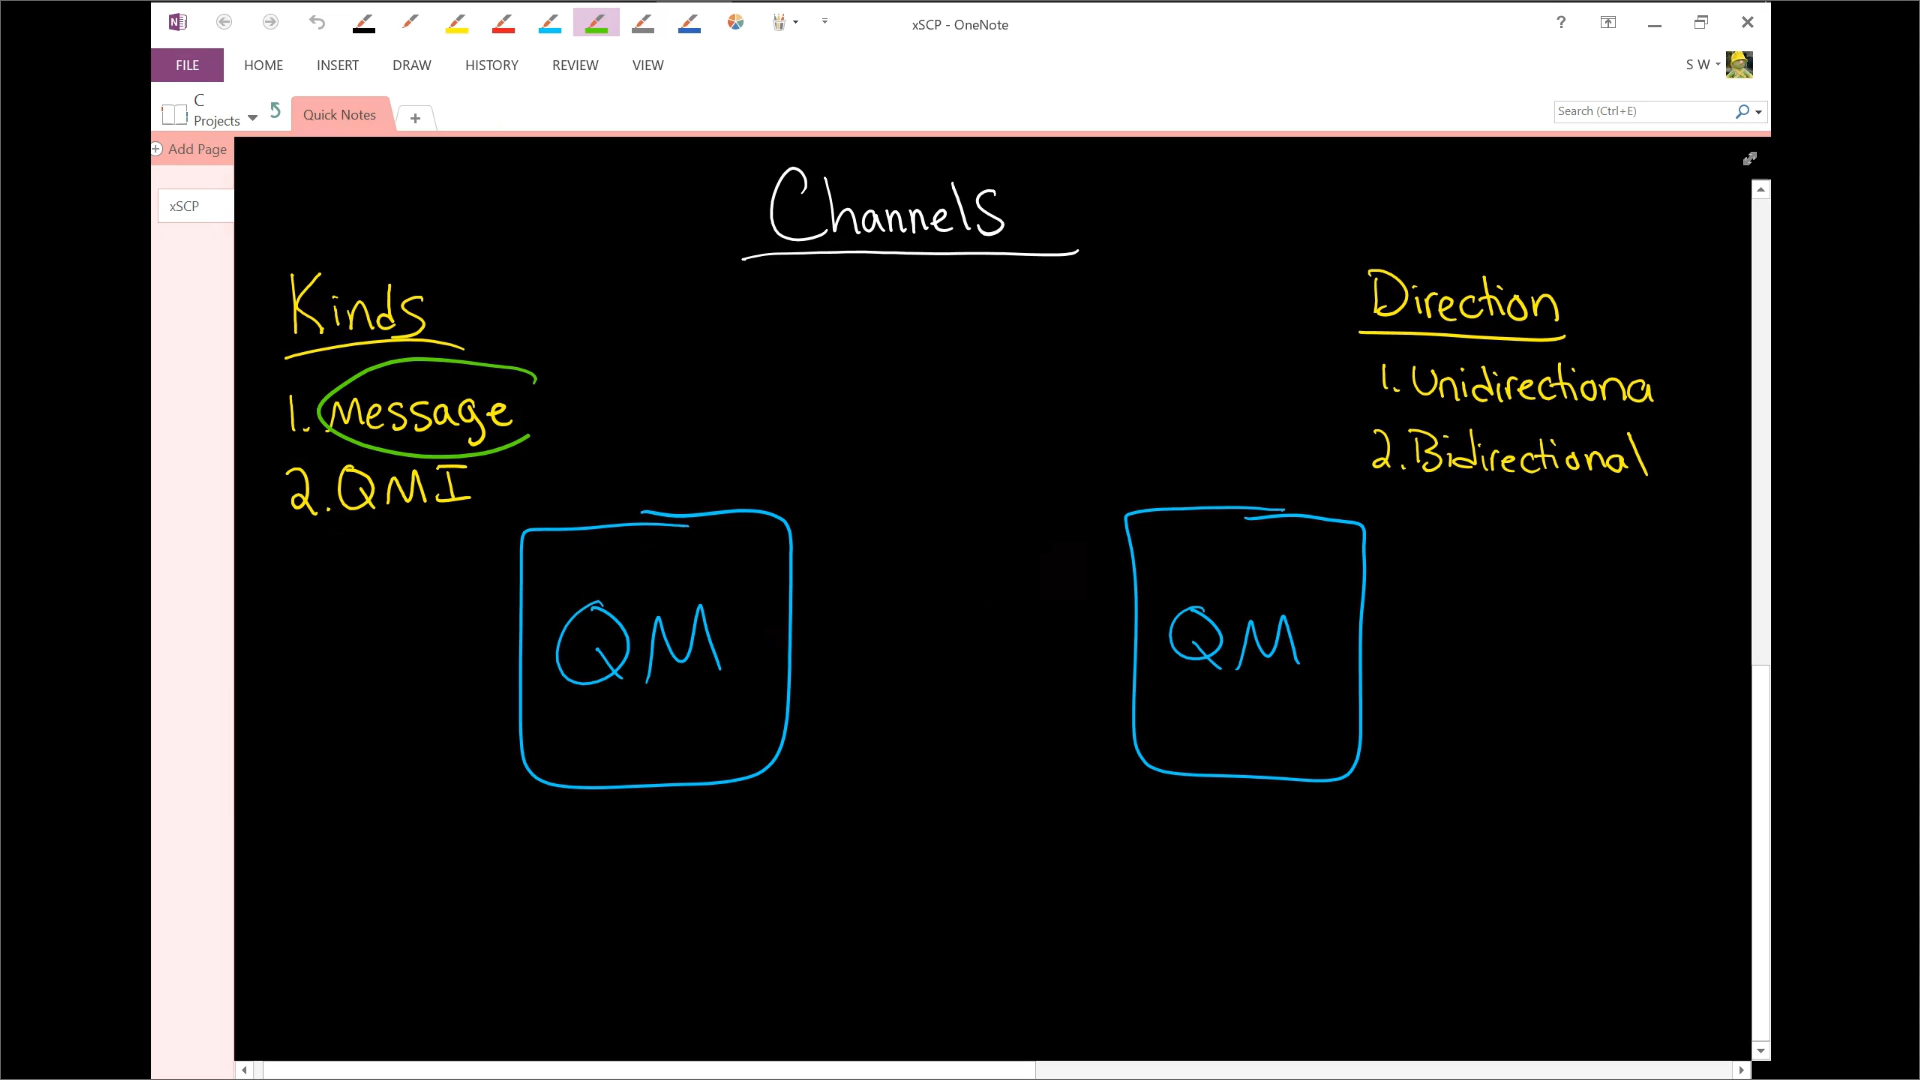 xSCP - OneNote
?
FILE HOME INSERT DRAW HISTORY REVIEW VIEW
S W
C
Projects
Quick Notes
+
Search (Ctrl+E)
Add Page
xSCP
Channels
Kinds
1. Message
2. QMI
Direction
1. Unidirectiona
2. Bidirectional
QM
QM